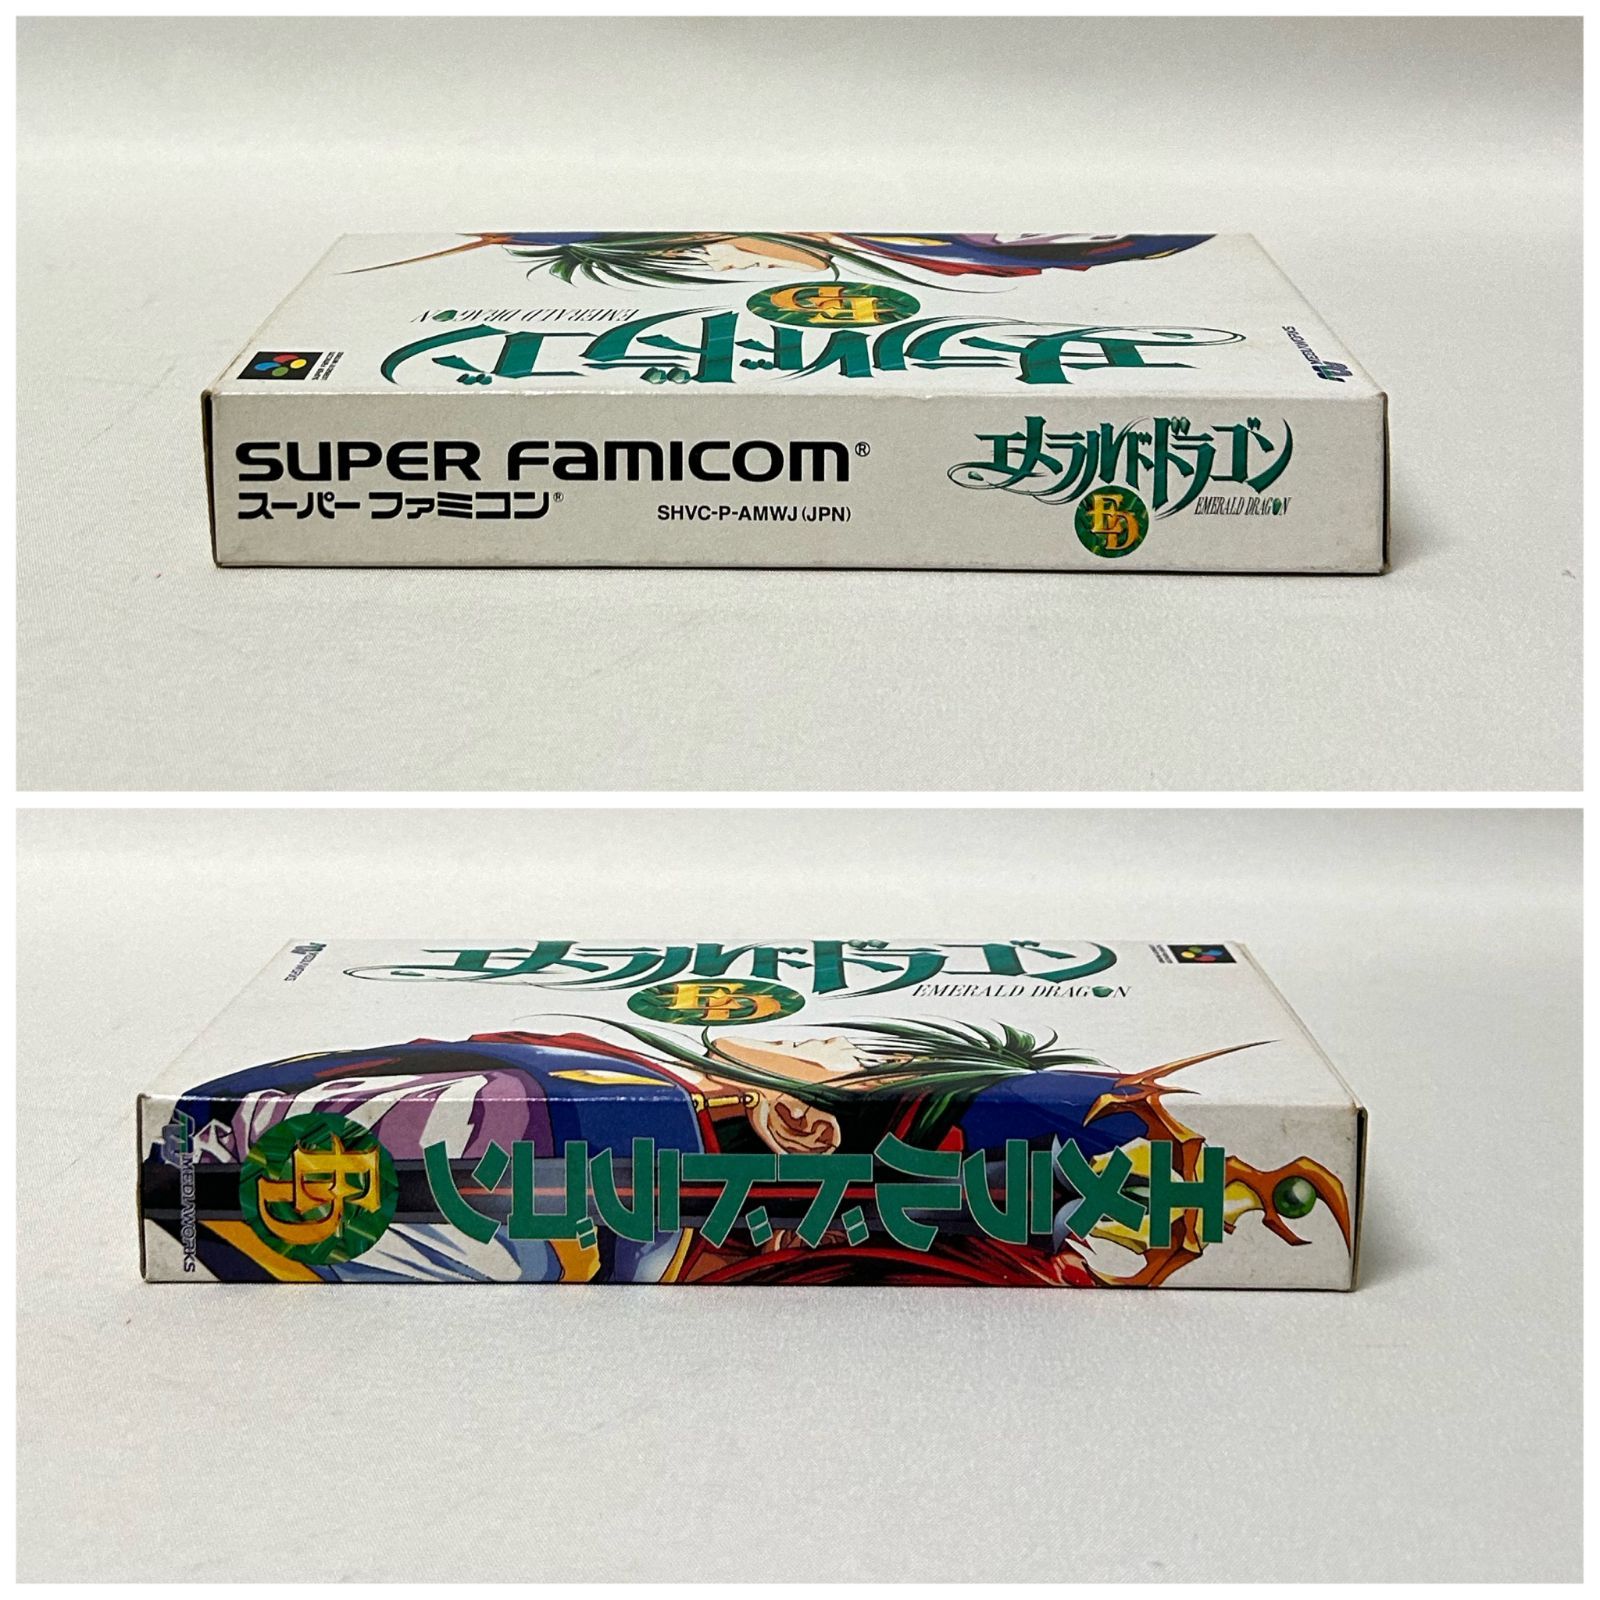 エメラルドドラゴン
EMERALD DRAGON
ED
MEDIAWORKS
SUPER FAMICOM®
スーパーファミコン®
SHVC-P-AMWJ(JPN)
エメラルドドラゴン
EMERALD DRAGON
ED
MEDIAWORKS
エメラルドドラゴン
EMERALD DRAGON
ED
エメラルドドラゴン
ED
MEDIAWORKS